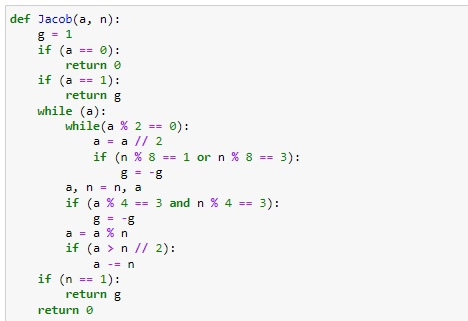 def Jacob(a, n):
    g = 1
    if (a == 0):
        return 0
    if (a == 1):
        return g
    while (a):
        while(a % 2 == 0):
            a = a // 2
            if (n % 8 == 1 or n % 8 == 3):
                g = -g
        a, n = n, a
        if (a % 4 == 3 and n % 4 == 3):
            g = -g
        a = a % n
        if (a > n // 2):
            a -= n
    if (n == 1):
        return g
    return 0